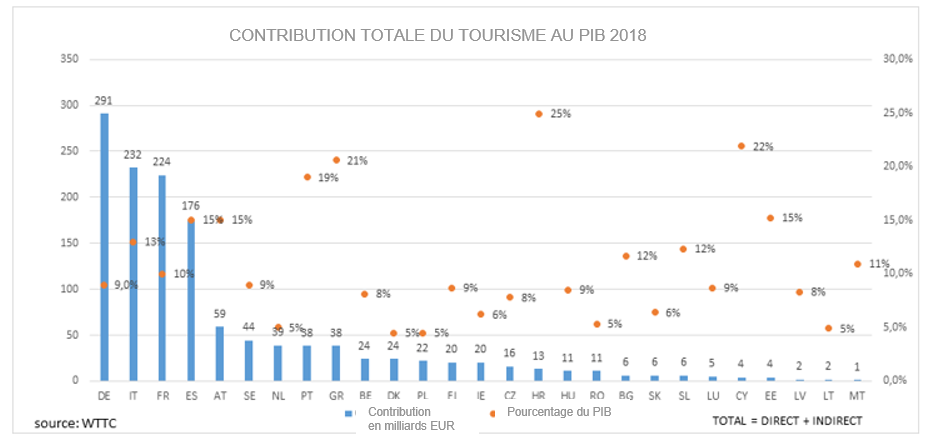 CONTRIBUTION TOTALE DU TOURISME AU PIB 2018
350 30,0%
300 25,0%
250 20,0%
200 15,0%
150 10,0%
100 5,0%
50 0,0%
0
291 232 224 176 59 44 39 38 38 24 24 22 20 20 16 13 11 11 6 6 6 5 4 4 2 2 1
9,0% 13% 10% 15% 15% 9% 5% 19% 21% 8% 5% 5% 9% 6% 8% 25% 9% 5% 12% 6% 12% 9% 22% 15% 8% 5% 11%
DE IT FR ES AT SE NL PT GR BE DK PL FI IE CZ HR HU RO BG SK SL LU CY EE LV LT MT
source: WTTC
Contribution
en milliards EUR
Pourcentage du PIB
TOTAL = DIRECT + INDIRECT